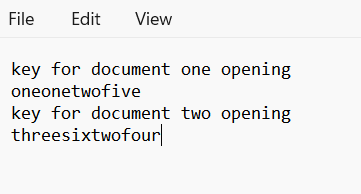 File Edit View
key for document one opening
oneonetwofive
key for document two opening
threesixtwofour